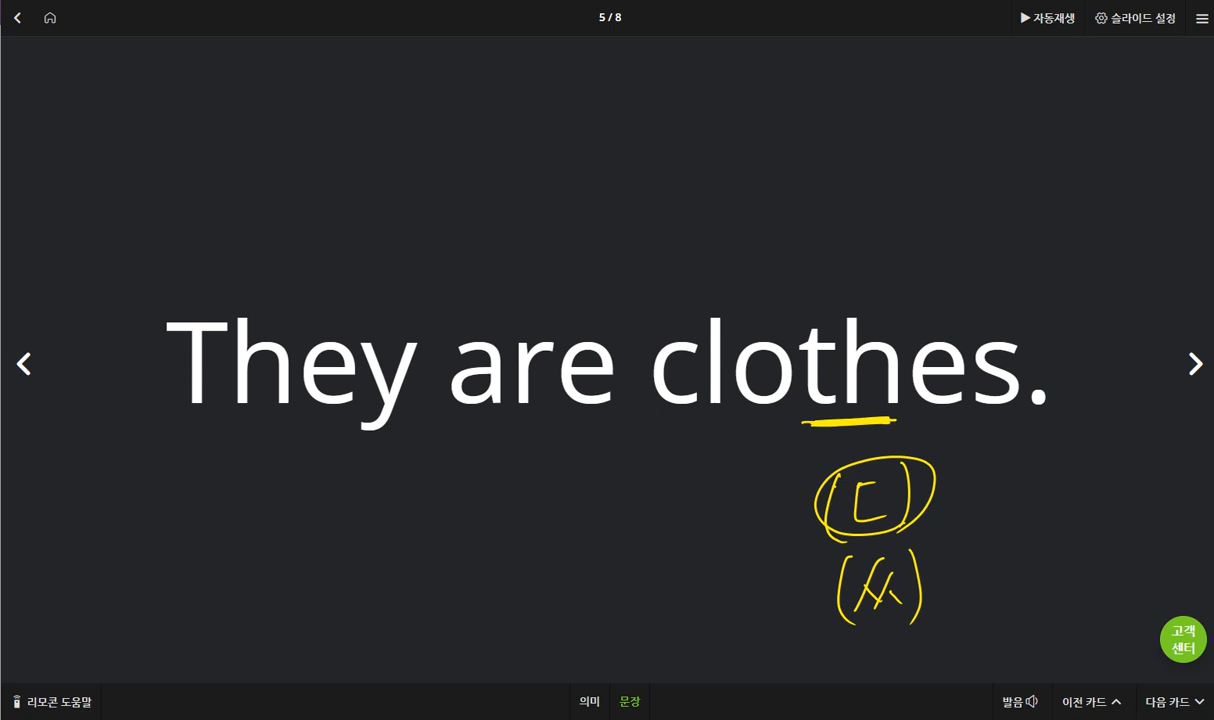 5 / 8
자동재생
슬라이드 설정
They are clothes.
(ㄷ)
(ㅆ)
고객
센터
리모콘 도움말
의미
문장
발음
이전 카드
다음 카드